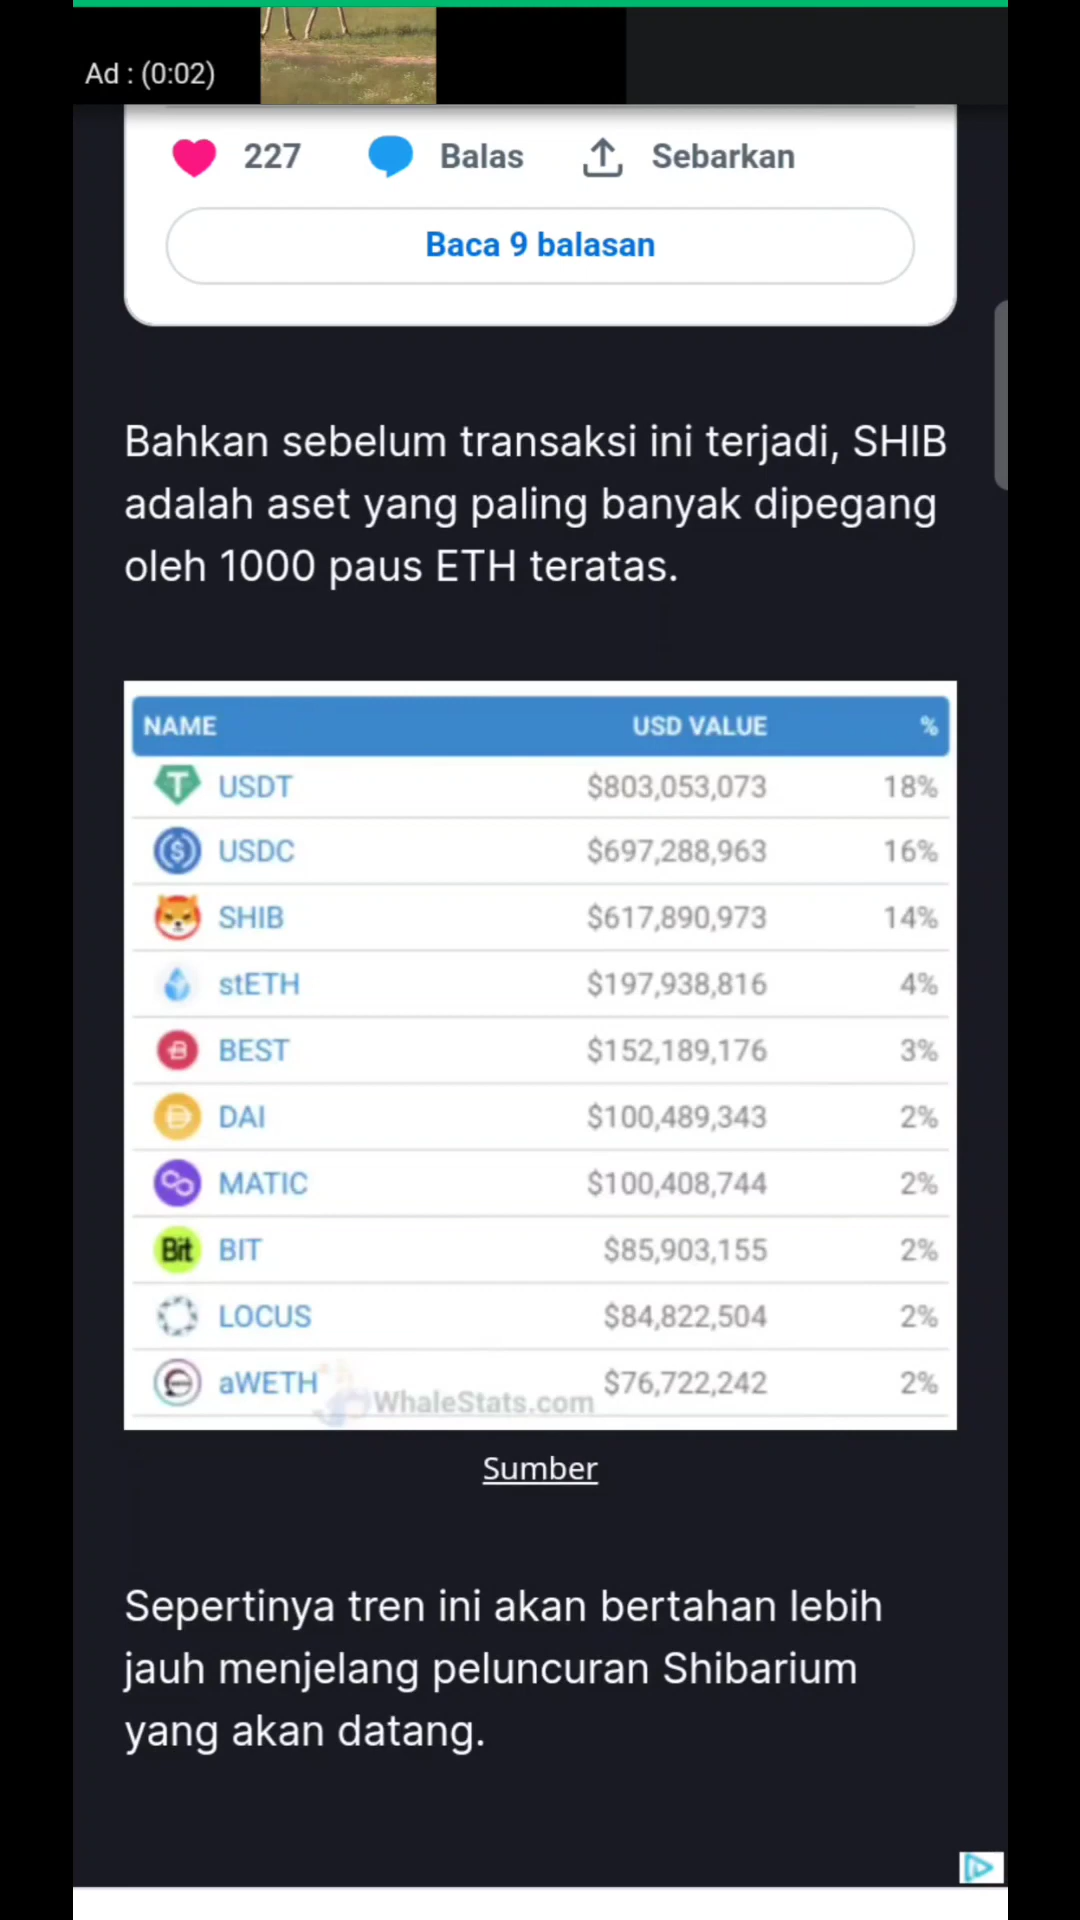 Ad : (0:02)
227 Balas Sebarkan
Baca 9 balasan
Bahkan sebelum transaksi ini terjadi, SHIB
adalah aset yang paling banyak dipegang
oleh 1000 paus ETH teratas.
NAME USD VALUE %
USDT $803,053,073 18%
USDC $697,288,963 16%
SHIB $617,890,973 14%
stETH $197,938,816 4%
BEST $152,189,176 3%
DAI $100,489,343 2%
MATIC $100,408,744 2%
Bit BIT $85,903,155 2%
LOCUS $84,822,504 2%
aWETH $76,722,242 2%
WhaleStats.com
Sumber
Sepertinya tren ini akan bertahan lebih
jauh menjelang peluncuran Shibarium
yang akan datang.